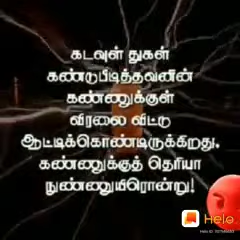 கடவுள் துகள்
கண்டுபிடித்தவனின்
கண்ணுக்குள்
விரலை விட்டு
ஆட்டிக்கொண்டிருக்கிறது,
கண்ணுக்குத் தெரியா
நுண்ணுயிரொன்று!
Helo